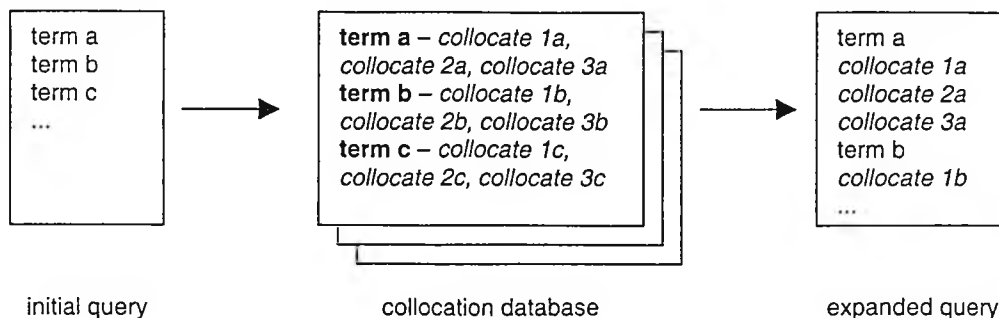 term a
term b
term c
...
term a – collocate 1a,
collocate 2a, collocate 3a
term b – collocate 1b,
collocate 2b, collocate 3b
term c – collocate 1c,
collocate 2c, collocate 3c
term a
collocate 1a
collocate 2a
collocate 3a
term b
collocate 1b
...
initial query
collocation database
expanded query